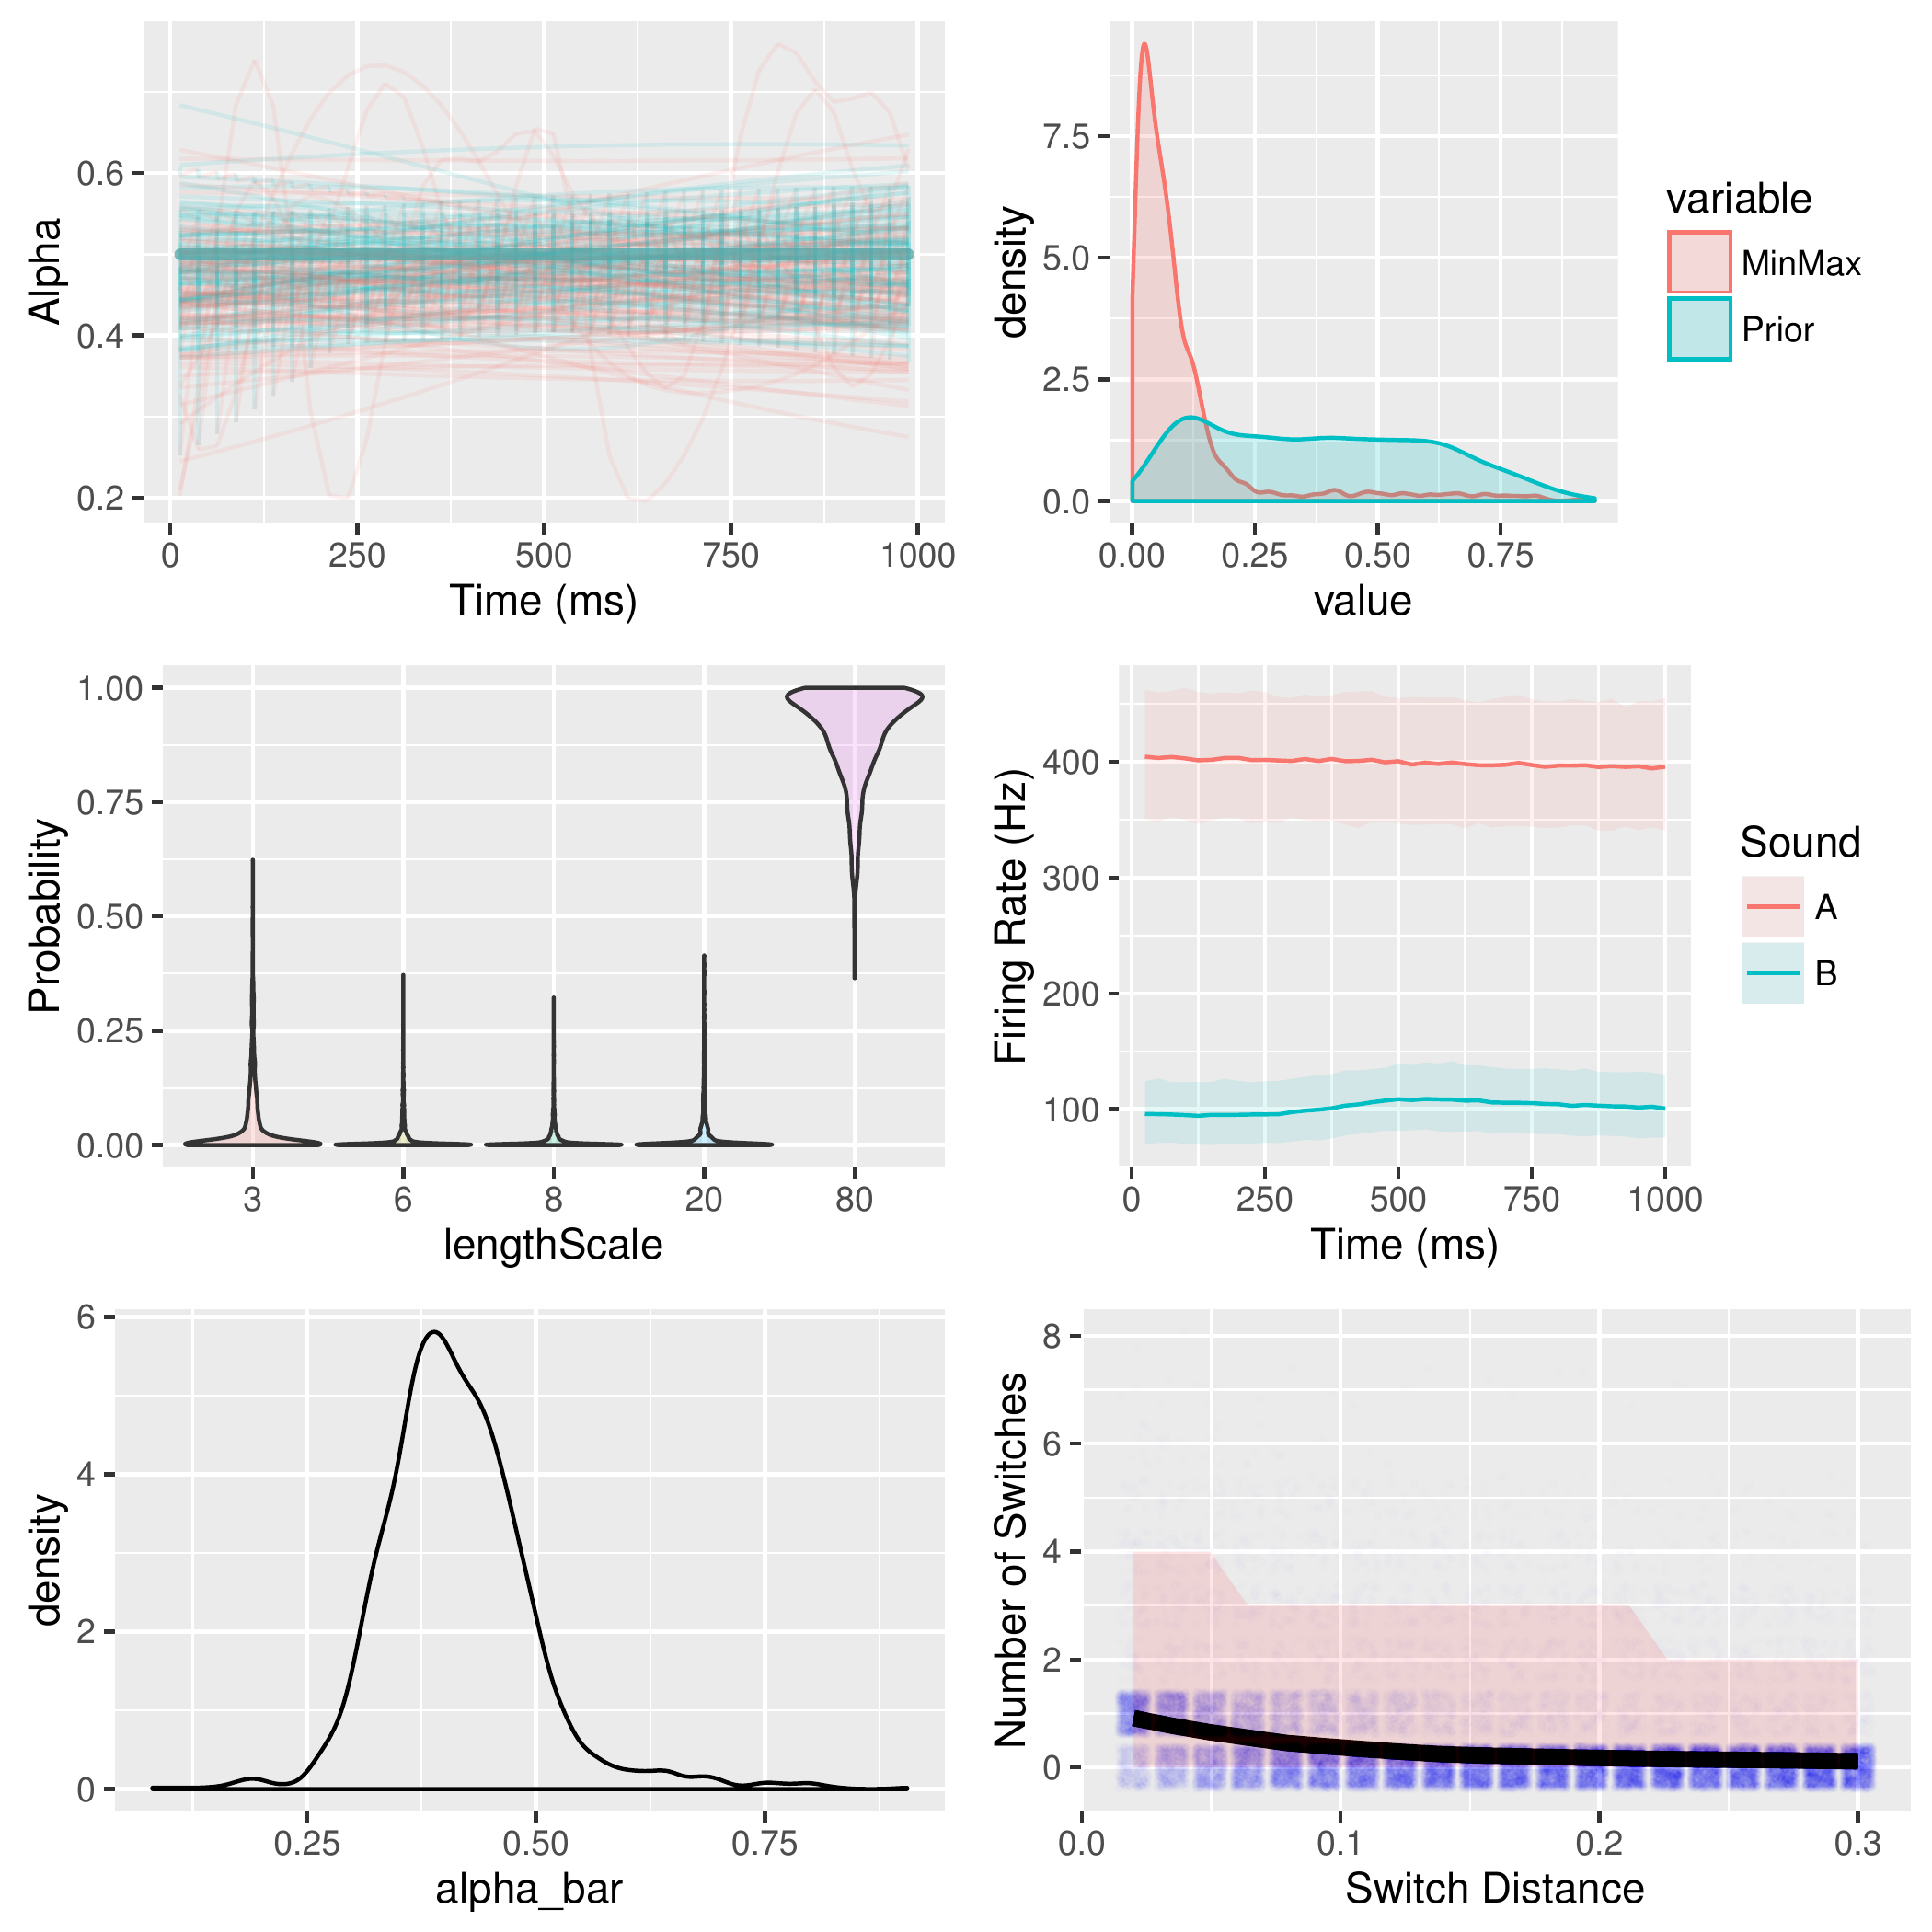 Alpha
0.6
0.4
0.2
0
250
500
750
1000
Time (ms)
density
7.5
5.0
2.5
0.0
0.00
0.25
0.50
0.75
value
variable
MinMax
Prior
Probability
1.00
0.75
0.50
0.25
0.00
3
6
8
20
80
lengthScale
Firing Rate (Hz)
400
300
200
100
0
250
500
750
1000
Time (ms)
Sound
A
B
density
6
4
2
0
0.25
0.50
0.75
alpha_bar
Number of Switches
8
6
4
2
0
0.0
0.1
0.2
0.3
Switch Distance